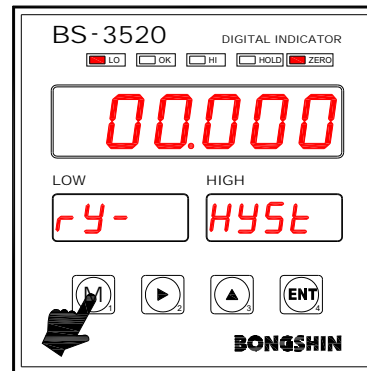 BS-3520 DIGITAL INDICATOR
LO OK HI HOLD ZERO
00.000
LOW HIGH
rY- HYSt
M 1 2 3 ENT 4
BONGSHIN